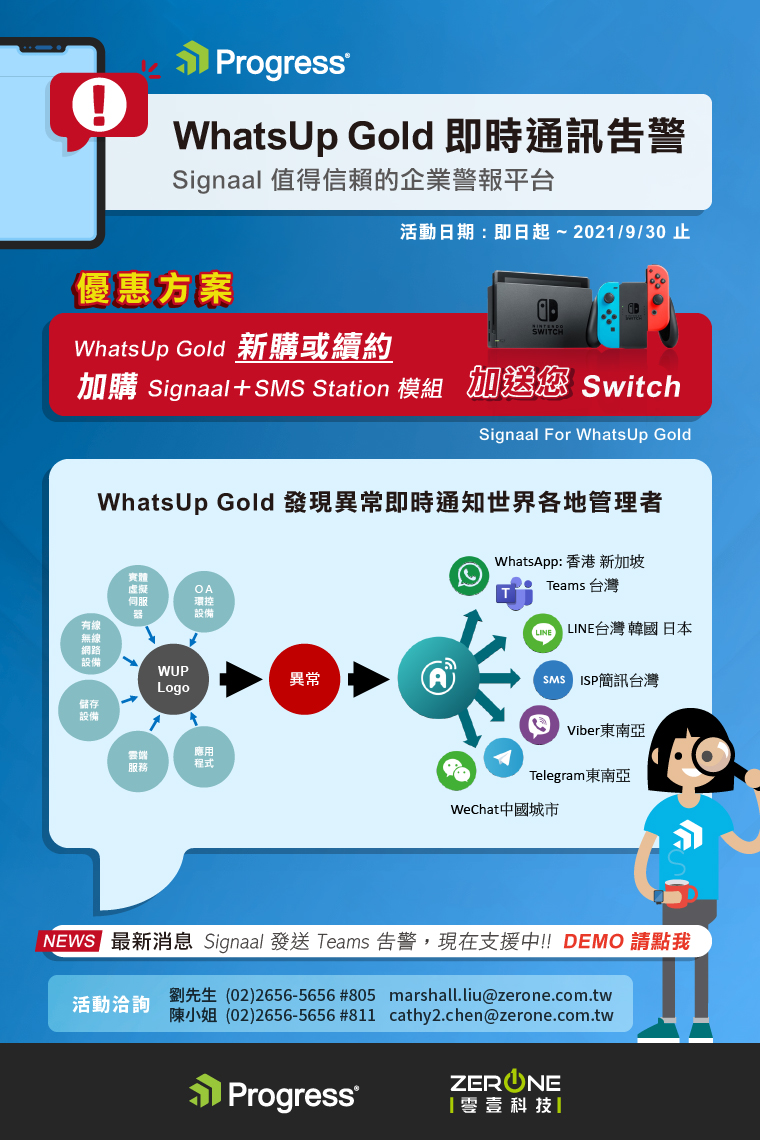 Progress®
WhatsUp Gold 即時通訊告警
Signaal 值得信賴的企業警報平台
活動日期：即日起 ~ 2021/9/30 止
優惠方案
NINTENDO
SWITCH
WhatsUp Gold 新購或續約
加購 Signaal＋SMS Station 模組 加送您 Switch
Signaal For WhatsUp Gold
WhatsUp Gold 發現異常即時通知世界各地管理者
實體
虛擬
伺服
器
OA
環控
設備
有線
無線
網路
設備
儲存
設備
雲端
服務
應用
程式
WUP
Logo
異常
WhatsApp: 香港 新加坡
T
Teams 台灣
LINE
LINE台灣 韓國 日本
SMS
ISP簡訊台灣
Viber東南亞
Telegram東南亞
WeChat中國城市
NEWS 最新消息 Signaal 發送 Teams 告警，現在支援中!! DEMO 請點我
活動洽詢
劉先生 (02)2656-5656 #805 marshall.liu@zerone.com.tw
陳小姐 (02)2656-5656 #811 cathy2.chen@zerone.com.tw
Progress®
ZERONE
零壹科技